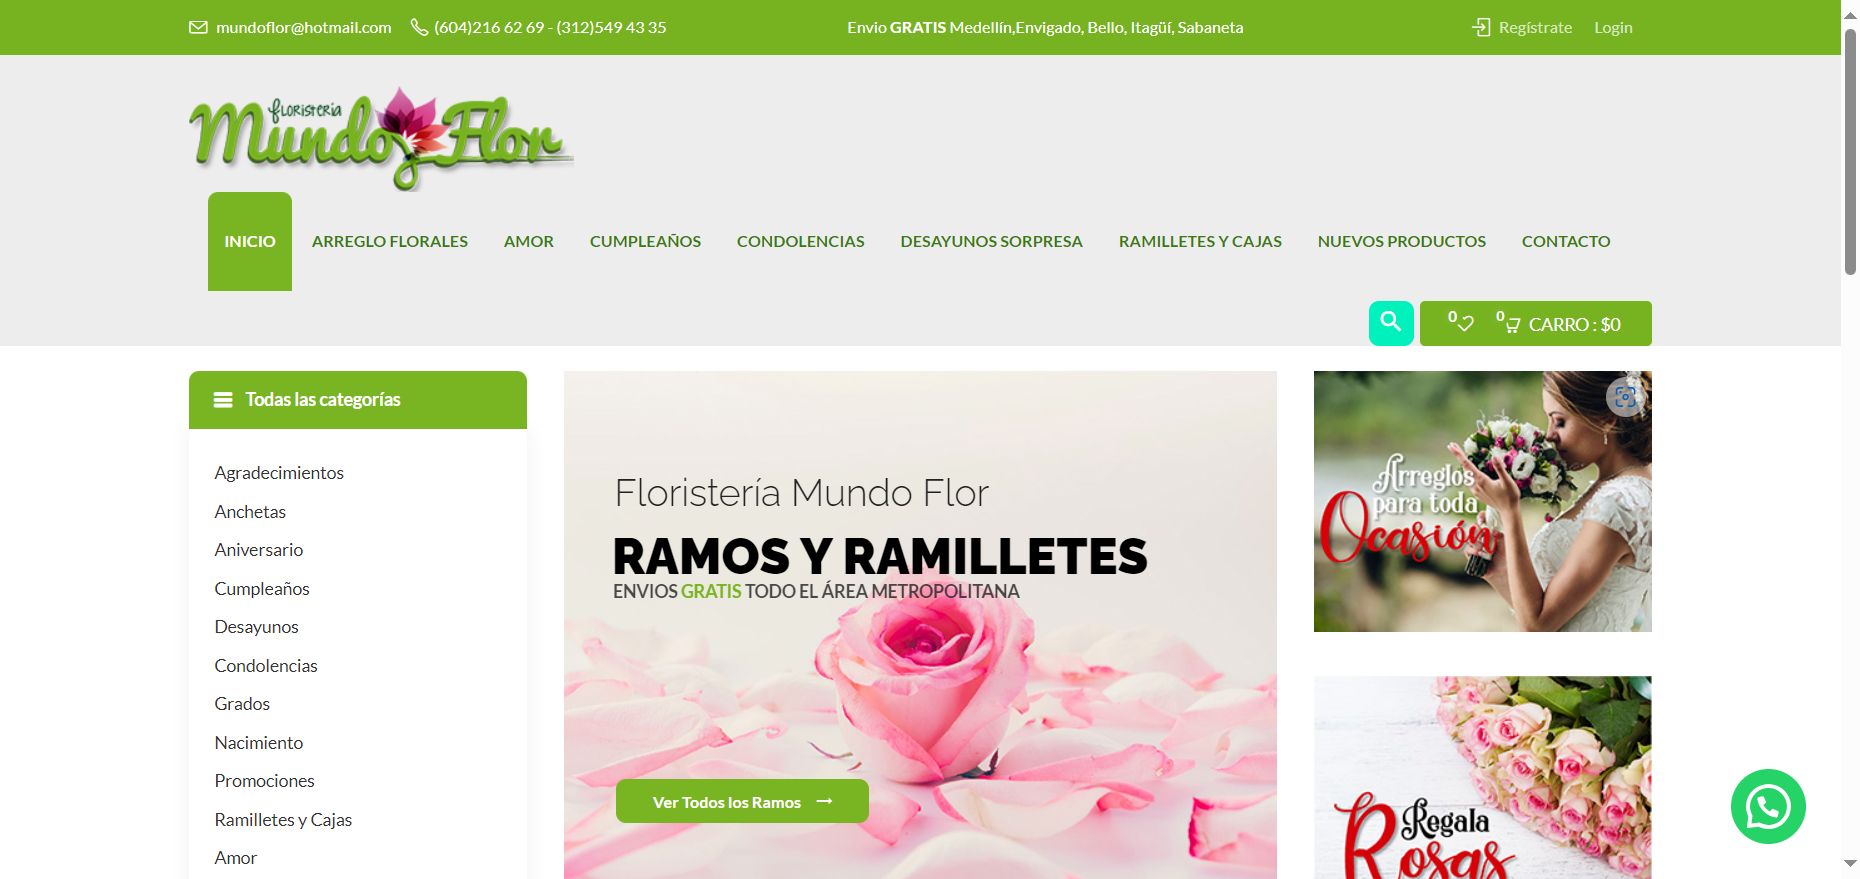 mundoflor@hotmail.com (604)216 62 69 - (312)549 43 35 Envio GRATIS Medellín,Envigado, Bello, Itagüí, Sabaneta Regístrate Login
FLORISTERIA
Mundo Flor
INICIO ARREGLO FLORALES AMOR CUMPLEAÑOS CONDOLENCIAS DESAYUNOS SORPRESA RAMILLETES Y CAJAS NUEVOS PRODUCTOS CONTACTO
0 0 CARRO : $0
Todas las categorías
Agradecimientos
Anchetas
Aniversario
Cumpleaños
Desayunos
Condolencias
Grados
Nacimiento
Promociones
Ramilletes y Cajas
Amor
Floristería Mundo Flor
RAMOS Y RAMILLETES
ENVIOS GRATIS TODO EL ÁREA METROPOLITANA
Ver Todos los Ramos
Arreglos
para toda
Ocasión
Regala
Rosas